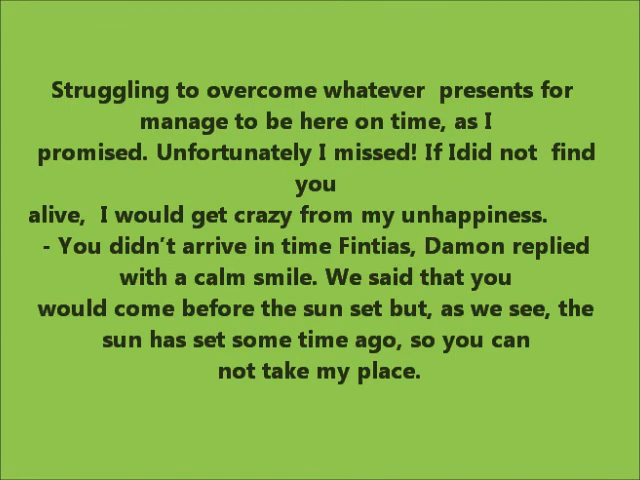 Struggling to overcome whatever  presents for
manage to be here on time, as I
promised. Unfortunately I missed! If Idid not  find
you
alive,  I would get crazy from my unhappiness.
- You didn’t arrive in time Fintias, Damon replied
with a calm smile. We said that you
would come before the sun set but, as we see, the
sun has set some time ago, so you can
not take my place.